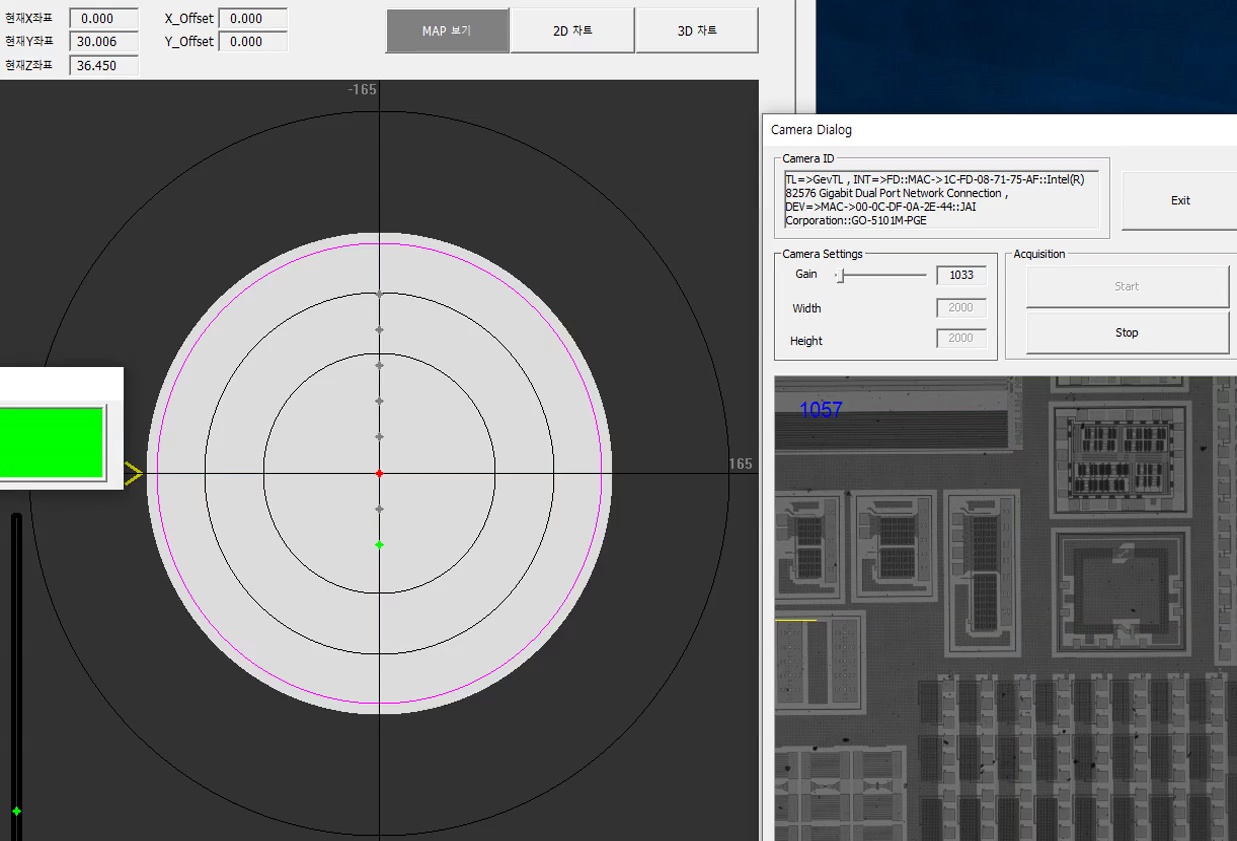 현재X좌표 0.000 X_Offset 0.000
현재Y좌표 30.006 Y_Offset 0.000
현재Z좌표 36.450
MAP 보기 2D 차트 3D 차트
-165
165
Camera Dialog
Camera ID
TL=>GevTL , INT=>FD::MAC->1C-FD-08-71-75-AF::Intel(R)
82576 Gigabit Dual Port Network Connection ,
DEV=>MAC->00-0C-DF-0A-2E-44::JAI
Corporation::GO-5101M-PGE
Exit
Camera Settings
Gain 1033
Width 2000
Height 2000
Acquisition
Start
Stop
1057